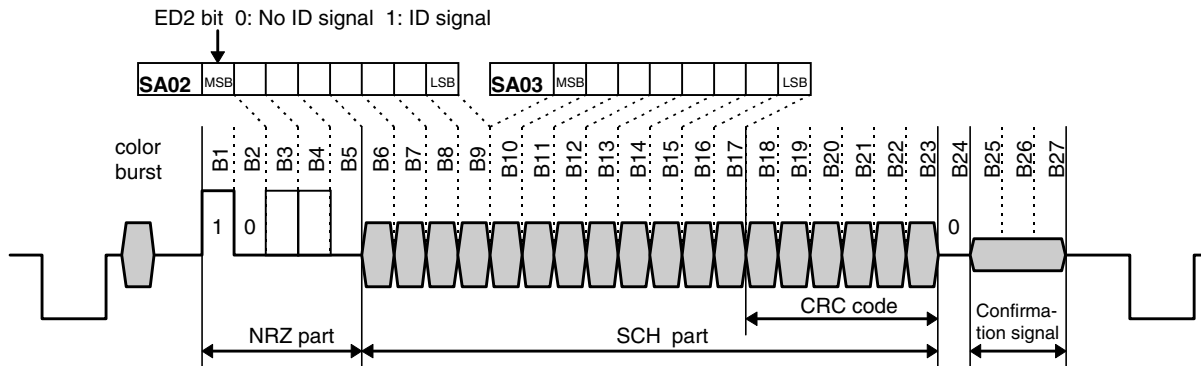 ED2 bit 0: No ID signal 1: ID signal
SA02 MSB LSB SA03 MSB LSB
color
burst
B1 B2 B3 B4 B5 B6 B7 B8 B9 B10 B11 B12 B13 B14 B15 B16 B17 B18 B19 B20 B21 B22 B23 B24 B25 B26 B27
1 0 0
CRC code
Confirma-
tion signal
NRZ part SCH part